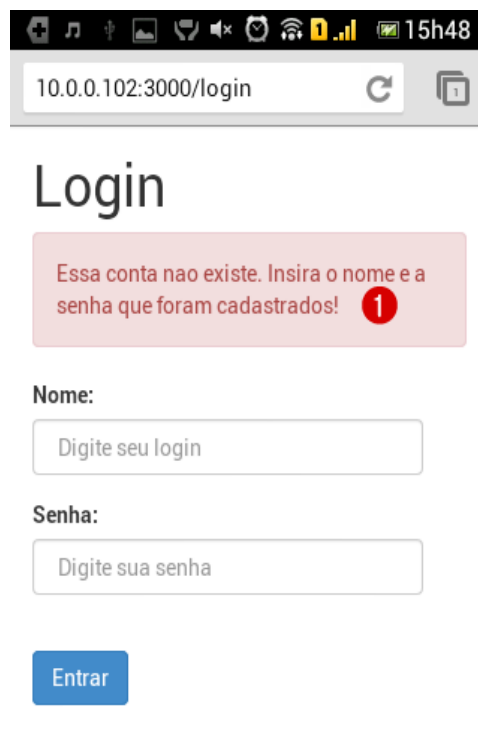 1
15h48
10.0.0.102:3000/login
1
Login
Essa conta nao existe. Insira o nome e a
senha que foram cadastrados! 1
Nome:
Digite seu login
Senha:
Digite sua senha
Entrar